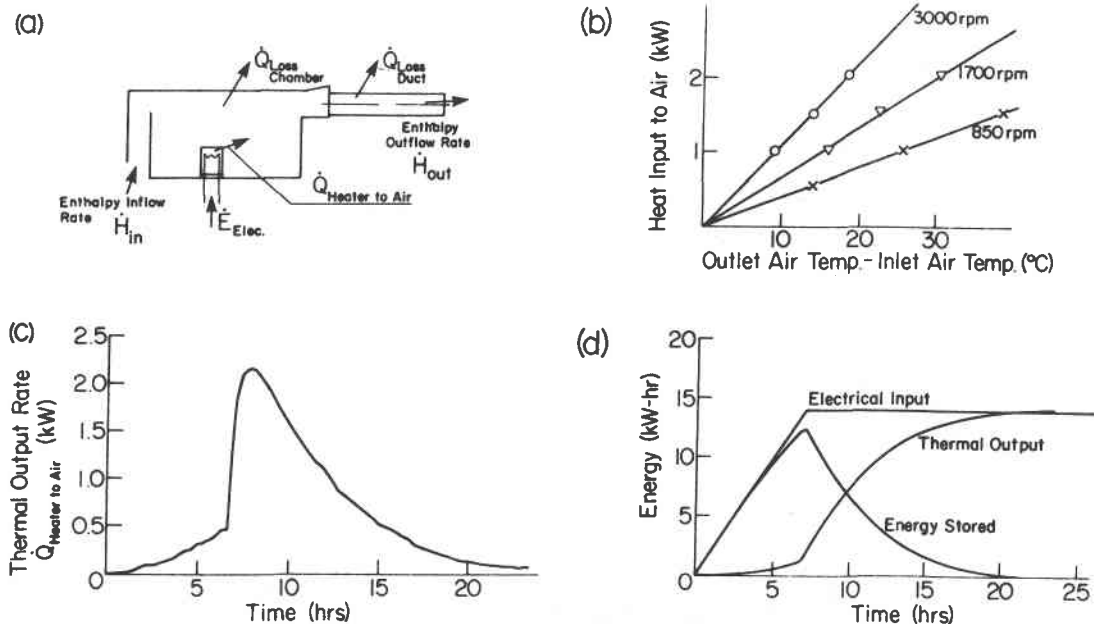 (a)
Q̇
Loss
Chamber
Q̇
Loss
Duct
Enthalpy
Outflow Rate
Ḣout
Q̇
Heater to Air
Enthalpy Inflow
Rate
Ḣin
ĖElec.
(b)
Heat Input to Air (kW)
2
1
3000 rpm
1700 rpm
850 rpm
10
20
30
Outlet Air Temp.-Inlet Air Temp.(°C)
(c)
Thermal Output Rate
Q̇Heater to Air (kW)
2.5
2.0
1.5
1.0
0.5
0
5
10
15
20
Time (hrs)
(d)
Energy (kW-hr)
20
15
10
5
0
Electrical Input
Thermal Output
Energy Stored
5
10
15
20
25
Time (hrs)